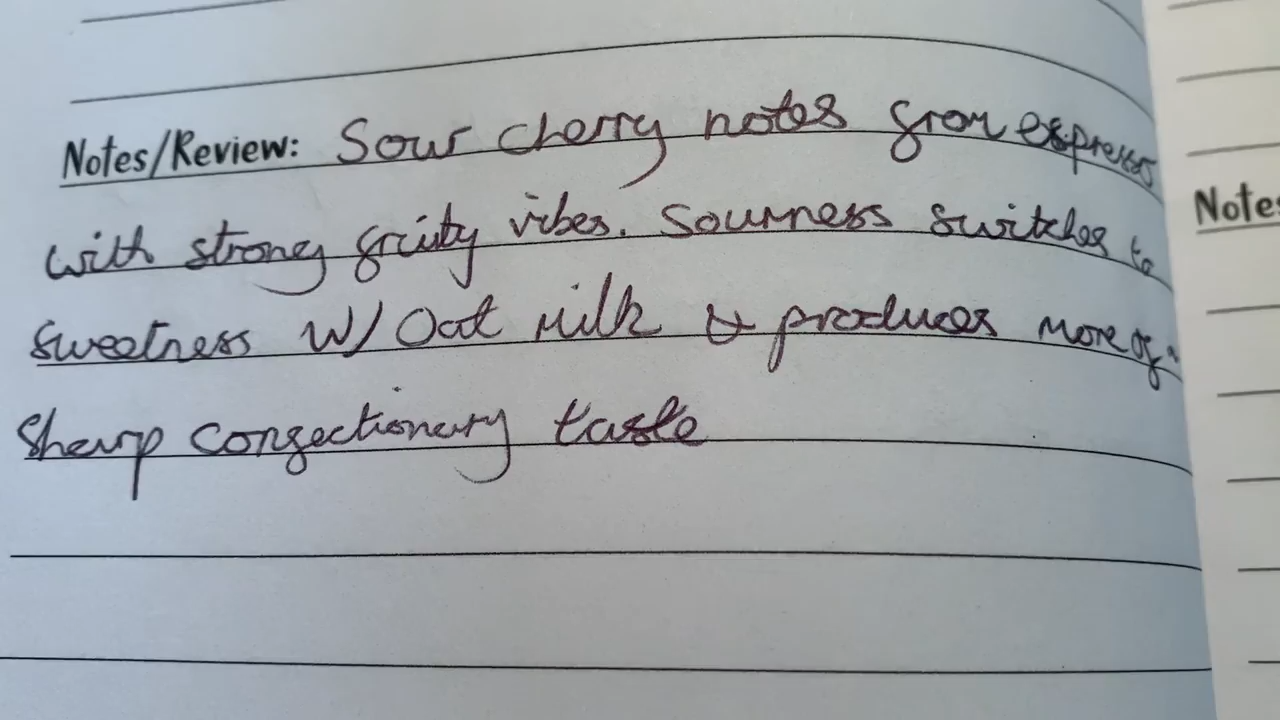 Notes/Review: Sour cherry notes from espresso
with strong fruity vibes. Sourness switches to
sweetness w/ Oat milk & produces more of a
sharp confectionary taste
Notes